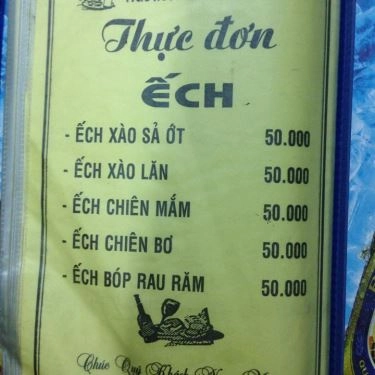 Thực đơn
ẾCH
- ẾCH XÀO SẢ ỚT 50.000
- ẾCH XÀO LĂN 50.000
- ẾCH CHIÊN MẮM 50.000
- ẾCH CHIÊN BƠ 50.000
- ẾCH BÓP RAU RĂM 50.000
Chúc Quý Khách